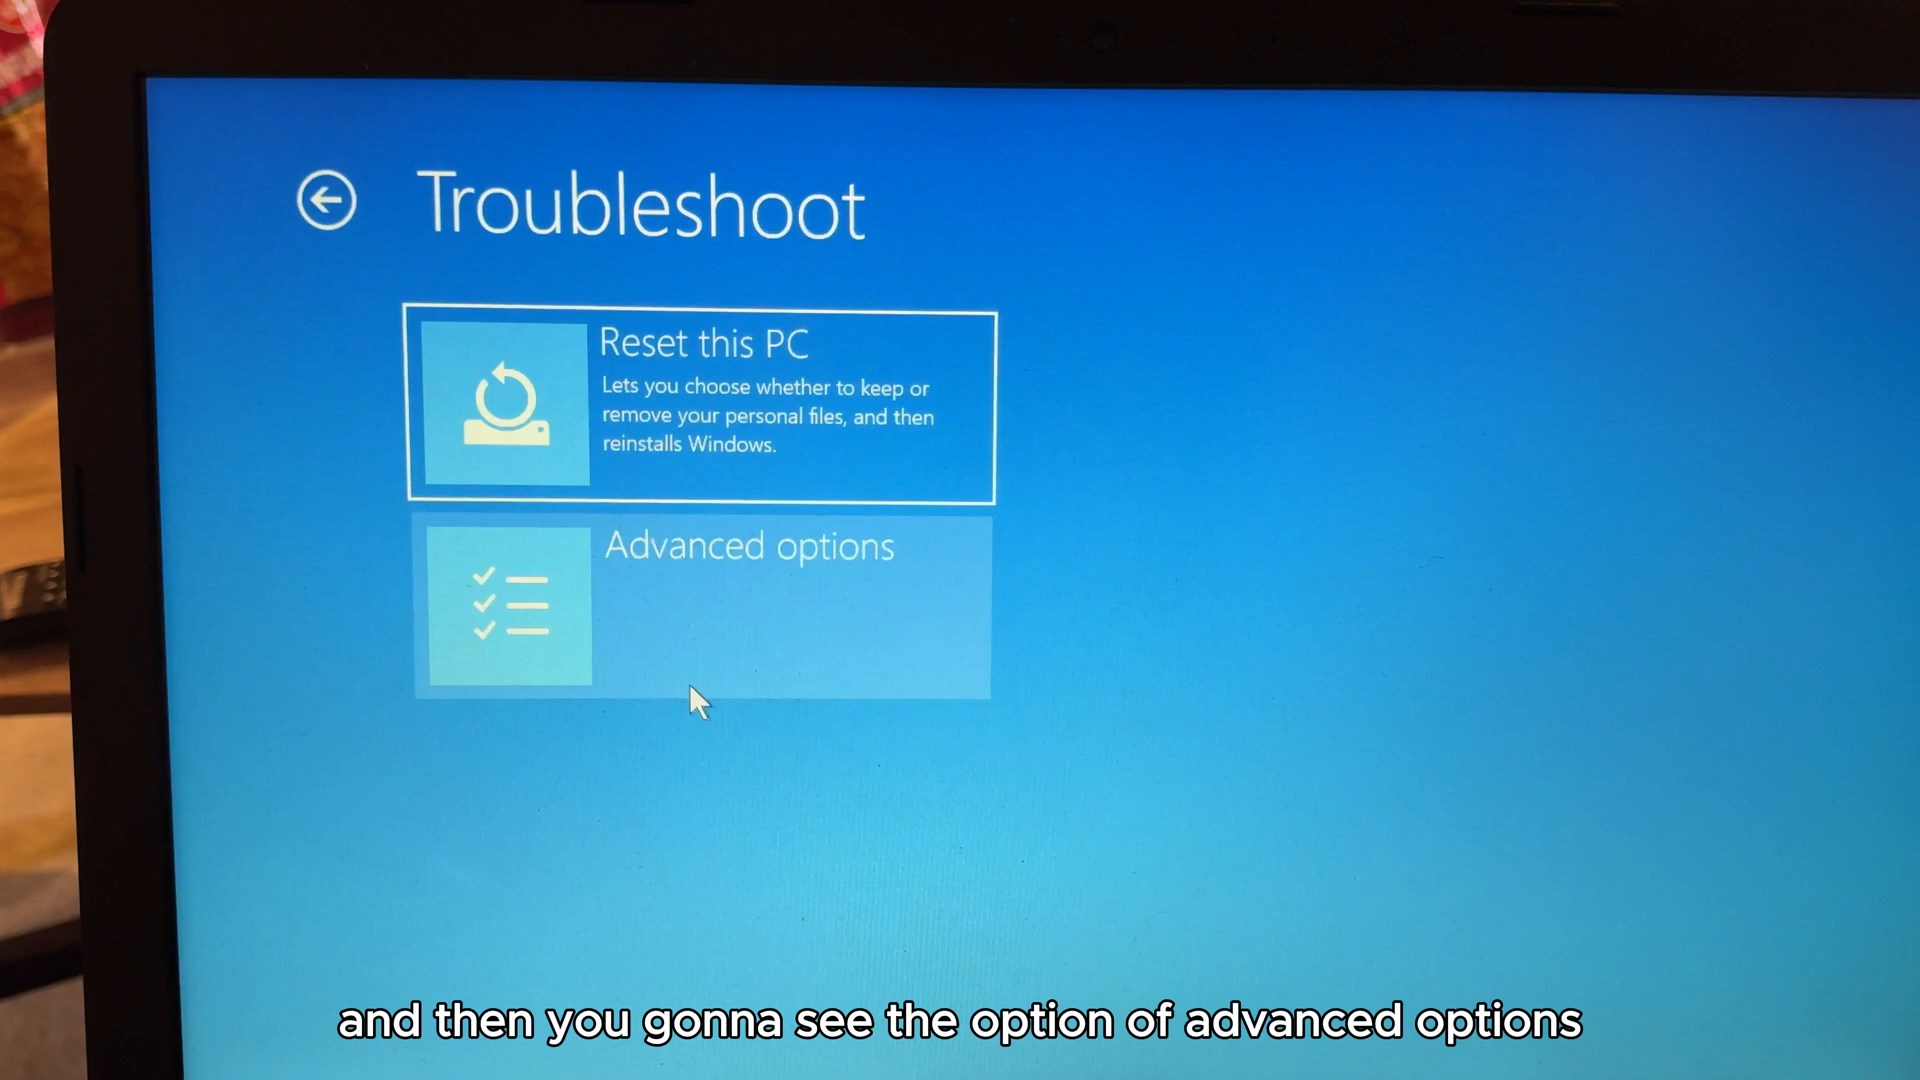 Troubleshoot
Reset this PC
Lets you choose whether to keep or
remove your personal files, and then
reinstalls Windows.
Advanced options
and then you gonna see the option of advanced options